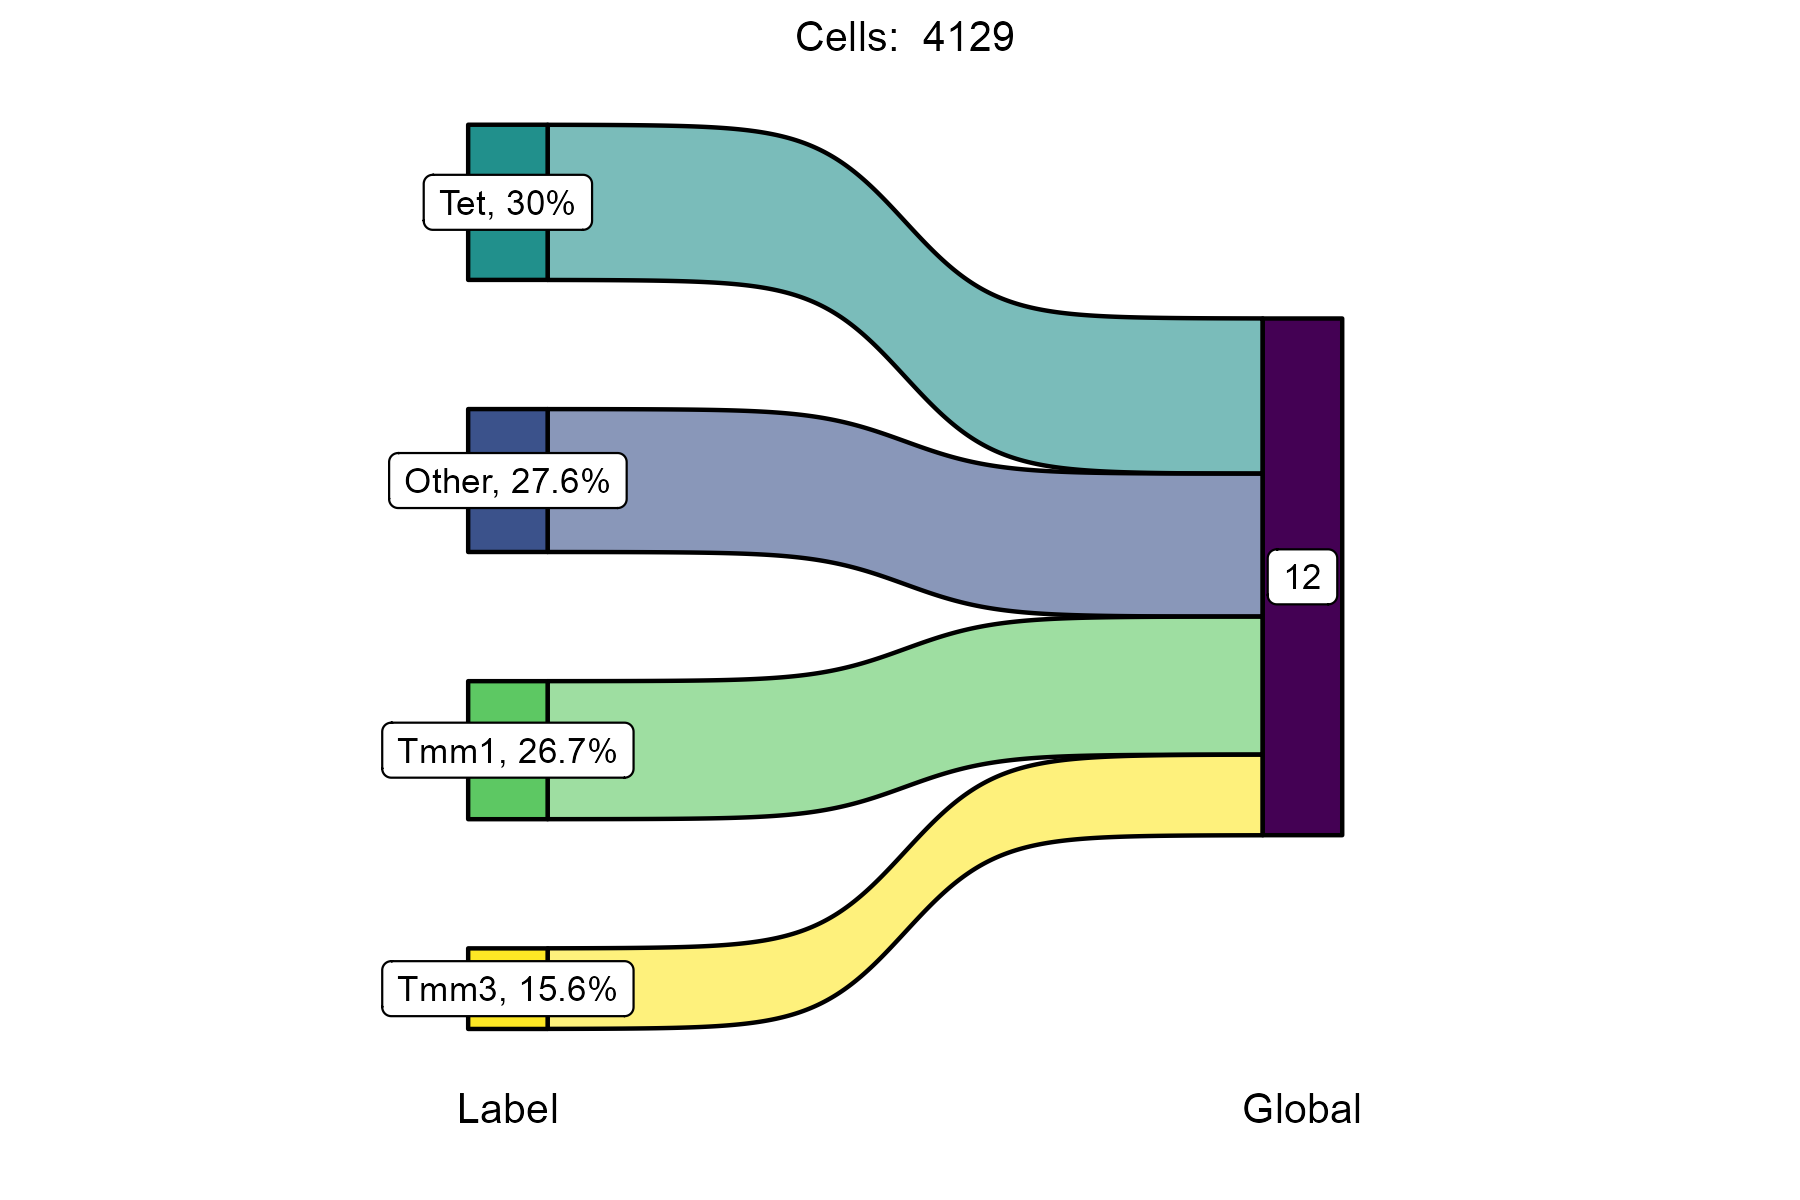 Cells:  4129
Tet, 30%
Other, 27.6%
12
Tmm1, 26.7%
Tmm3, 15.6%
Label
Global